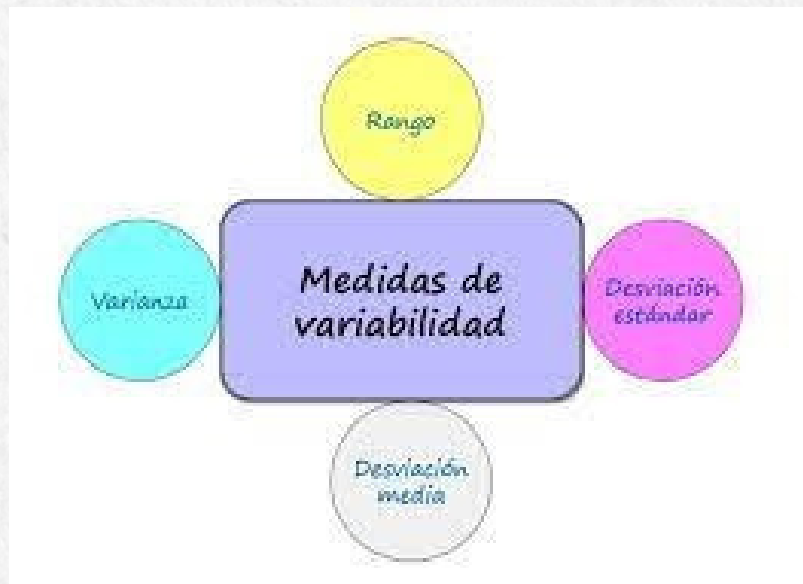 Rango
Medidas de
variabilidad
Varianza
Desviación
estándar
Desviación
media